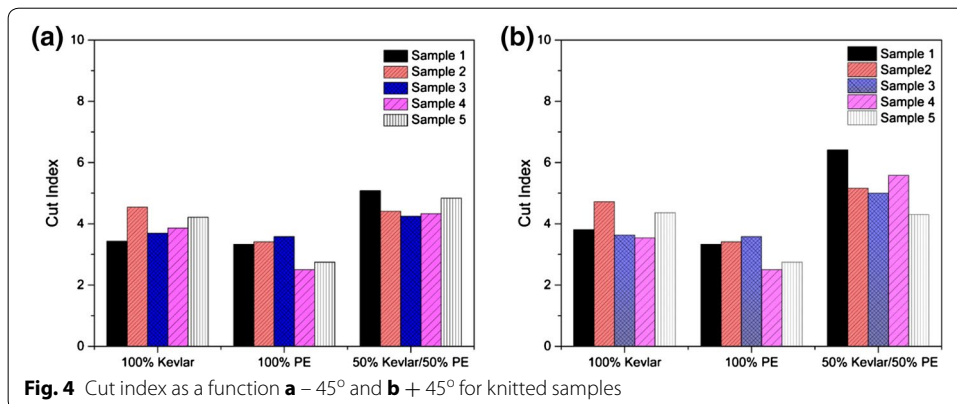 (a)
10
8
6
4
2
0
Cut Index
Sample 1
Sample 2
Sample 3
Sample 4
Sample 5
100% Kevlar 100% PE 50% Kevlar/50% PE
(b)
10
8
6
4
2
0
Cut Index
Sample 1
Sample2
Sample 3
Sample 4
Sample 5
100% Kevlar 100% PE 50% Kevlar/50% PE
Fig. 4 Cut index as a function a – 45° and b + 45° for knitted samples